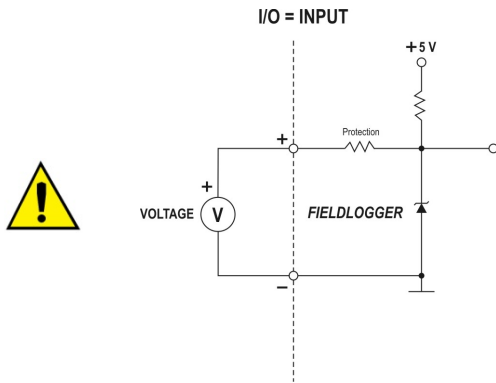 I/O = INPUT
+5 V
+
Protection
+
VOLTAGE
V
FIELDLOGGER
−
!